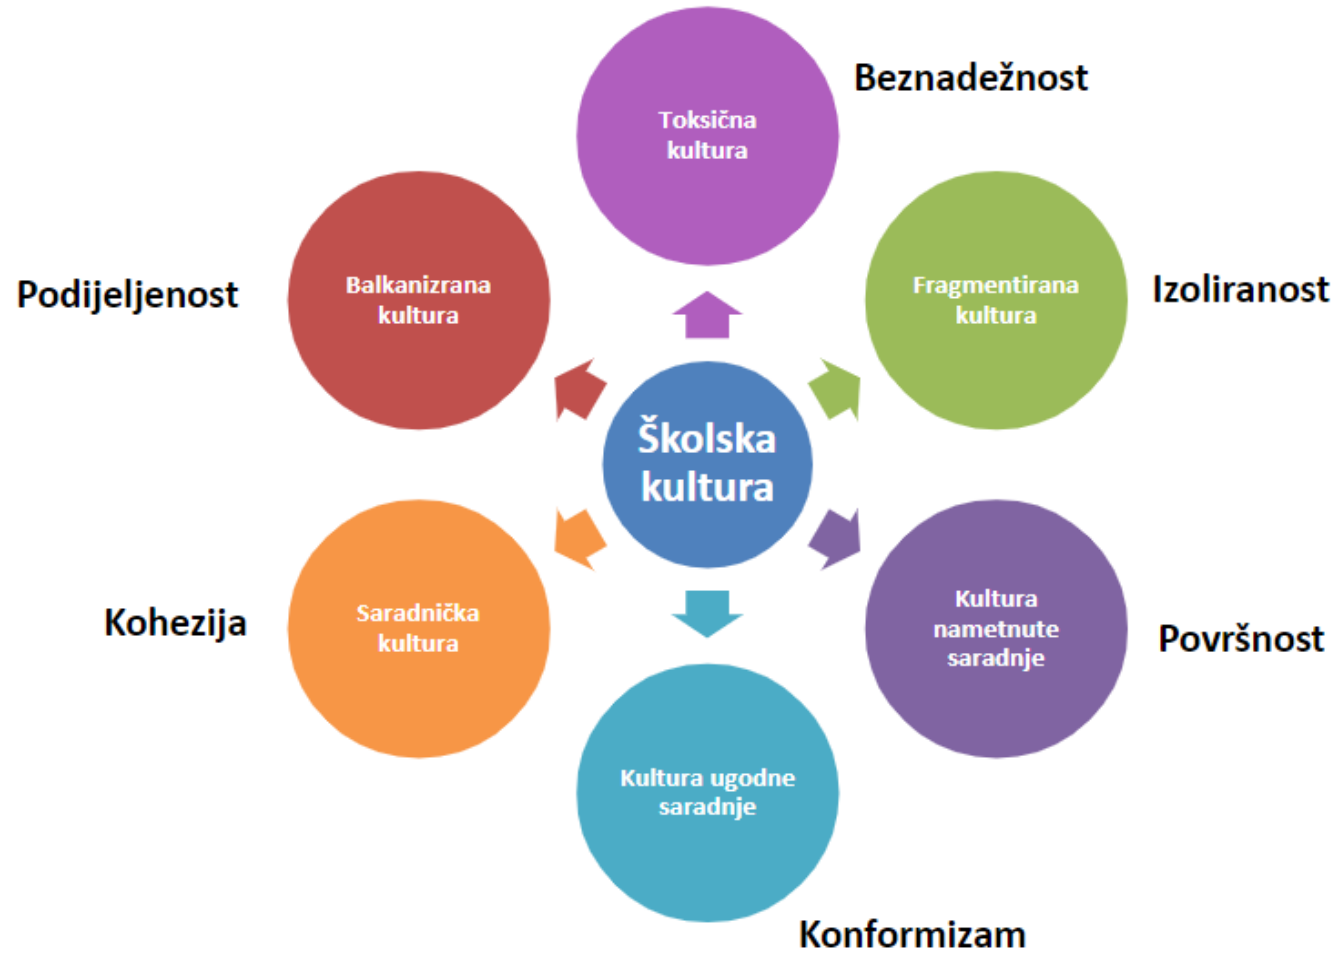 Toksična
kultura
Beznadežnost
Fragmentirana
kultura
Izoliranost
Kultura
nametnute
saradnje
Površnost
Kultura ugodne
saradnje
Konformizam
Saradnička
kultura
Kohezija
Balkanizrana
kultura
Podijeljenost
Školska
kultura